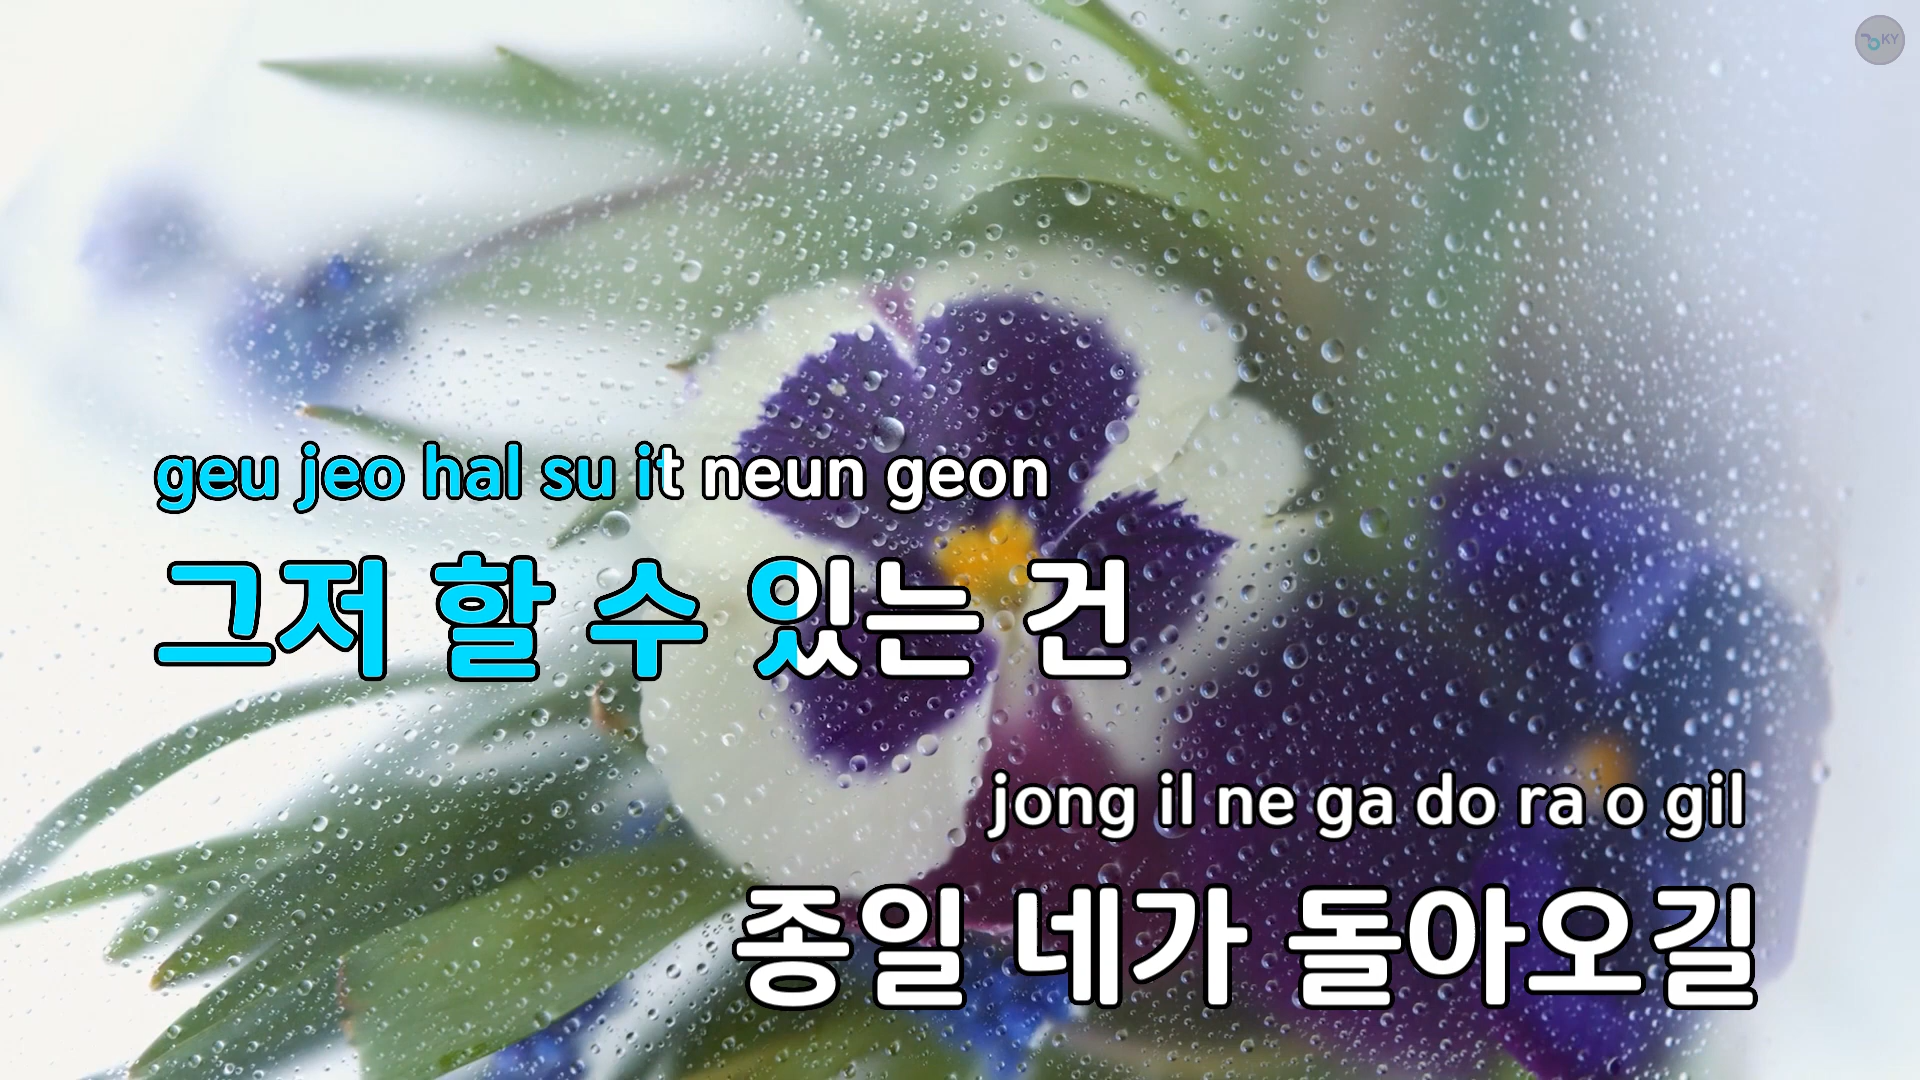 KY
geu jeo hal su it neun geon
그저 할 수 있는 건
jong il ne ga do ra o gil
종일 네가 돌아오길